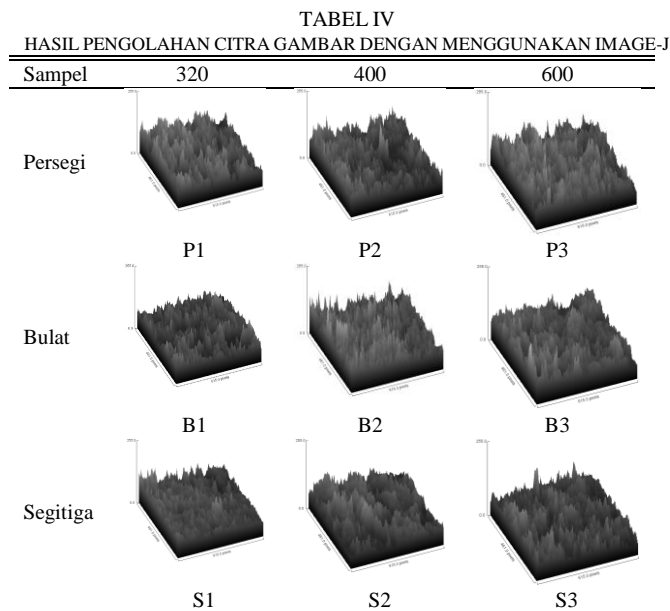 TABEL IV
HASIL PENGOLAHAN CITRA GAMBAR DENGAN MENGGUNAKAN IMAGE-J
Sampel 320 400 600
Persegi
P1 P2 P3
Bulat
B1 B2 B3
Segitiga
S1 S2 S3